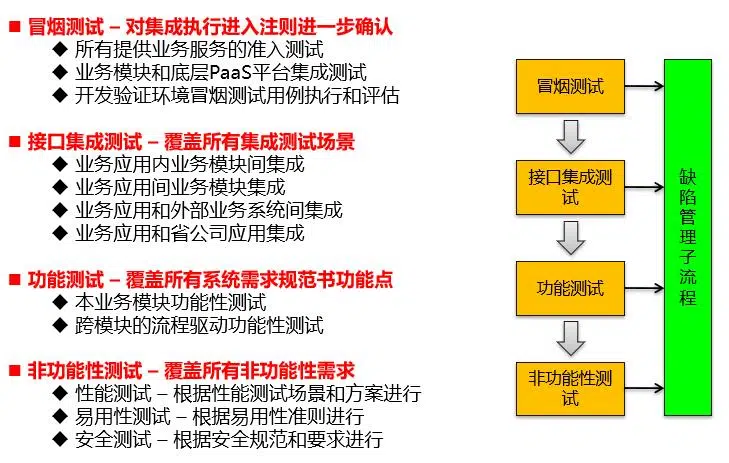 冒烟测试 – 对集成执行进入注则进一步确认
所有提供业务服务的准入测试
业务模块和底层PaaS平台集成测试
开发验证环境冒烟测试用例执行和评估
接口集成测试 – 覆盖所有集成测试场景
业务应用内业务模块间集成
业务应用间业务模块集成
业务应用和外部业务系统间集成
业务应用和省公司应用集成
功能测试 – 覆盖所有系统需求规范书功能点
本业务模块功能性测试
跨模块的流程驱动功能性测试
非功能性测试 – 覆盖所有非功能性需求
性能测试 – 根据性能测试场景和方案进行
易用性测试 – 根据易用性准则进行
安全测试 – 根据安全规范和要求进行
冒烟测试
接口集成测
试
功能测试
非功能性测
试
缺陷管理子流程